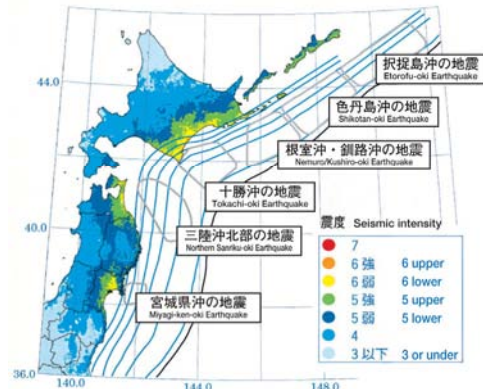 択捉島沖の地震
Etorofu-oki Earthquake
44.0
色丹島沖の地震
Shikotan-oki Earthquake
根室沖・釧路沖の地震
Nemuro/Kushiro-oki Earthquake
十勝沖の地震
Tokachi-oki Earthquake
40.0
三陸沖北部の地震
Northern Sanriku-oki Earthquake
震度 Seismic intensity
7
6強 6 upper
6弱 6 lower
5強 5 upper
5弱 5 lower
4
3以下 3 or under
宮城県沖の地震
Miyagi-ken-oki Earthquake
36.0
140.0 144.0 148.0